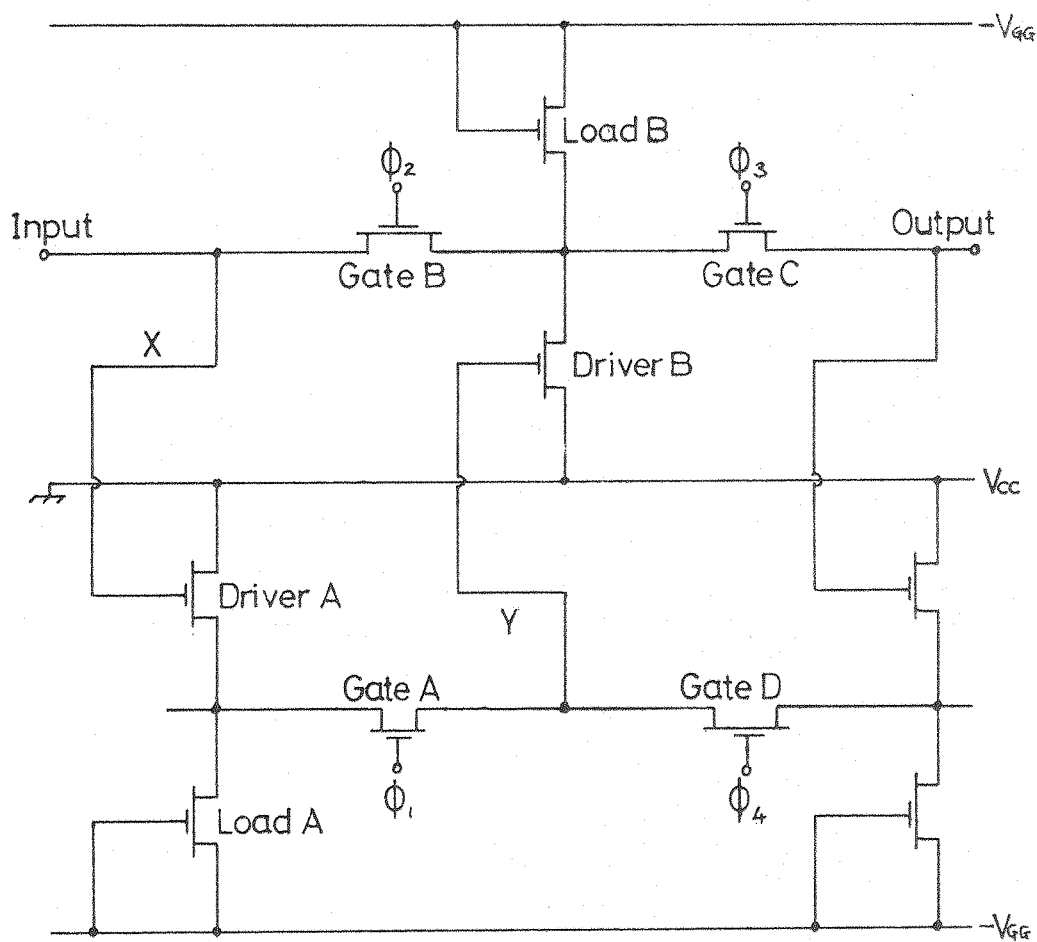 -VGG
Load B
ϕ2
ϕ3
Input
Output
Gate B
Gate C
X
Driver B
VCC
Driver A
Y
Gate A
Gate D
ϕ1
ϕ4
Load A
-VGG